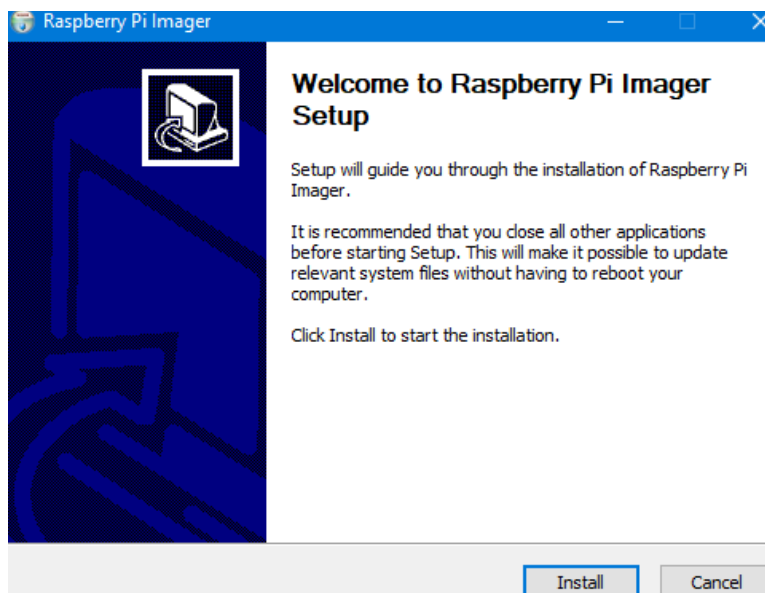 Raspberry Pi Imager
Welcome to Raspberry Pi Imager
Setup
Setup will guide you through the installation of Raspberry Pi
Imager.
It is recommended that you close all other applications
before starting Setup. This will make it possible to update
relevant system files without having to reboot your
computer.
Click Install to start the installation.
Install
Cancel